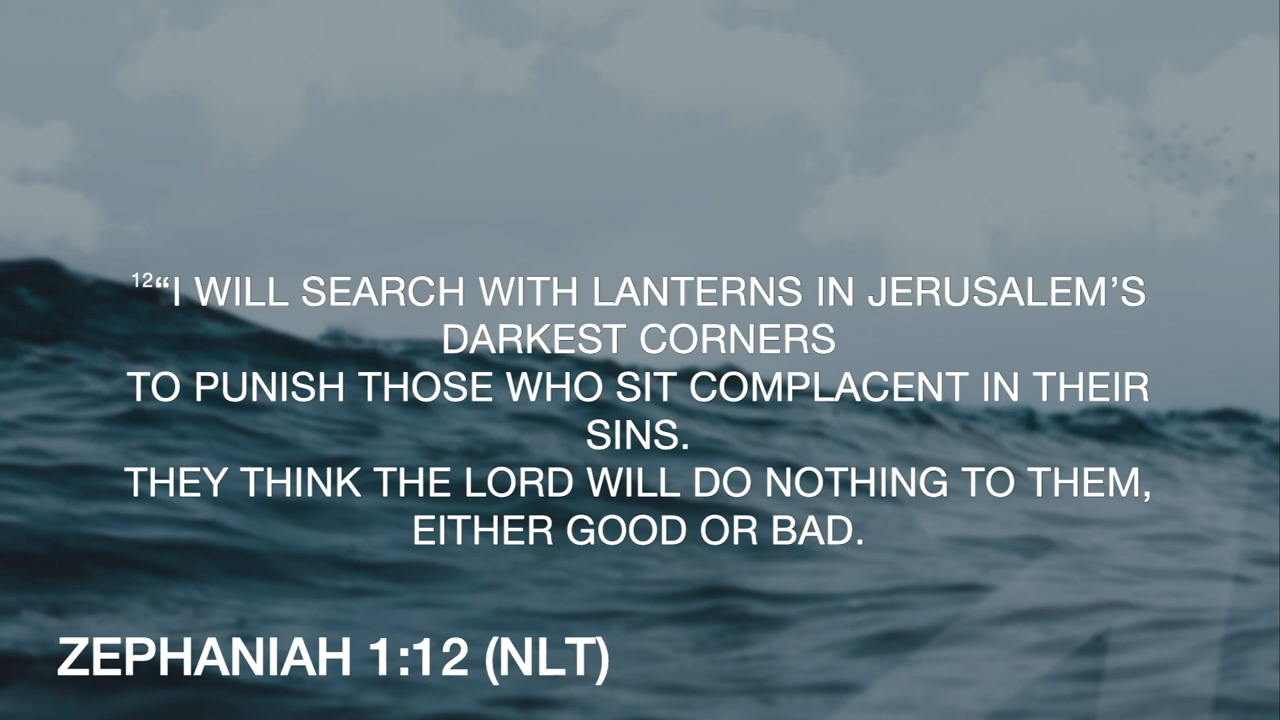 12“I WILL SEARCH WITH LANTERNS IN JERUSALEM’S
DARKEST CORNERS
TO PUNISH THOSE WHO SIT COMPLACENT IN THEIR
SINS.
THEY THINK THE LORD WILL DO NOTHING TO THEM,
EITHER GOOD OR BAD.
ZEPHANIAH 1:12 (NLT)